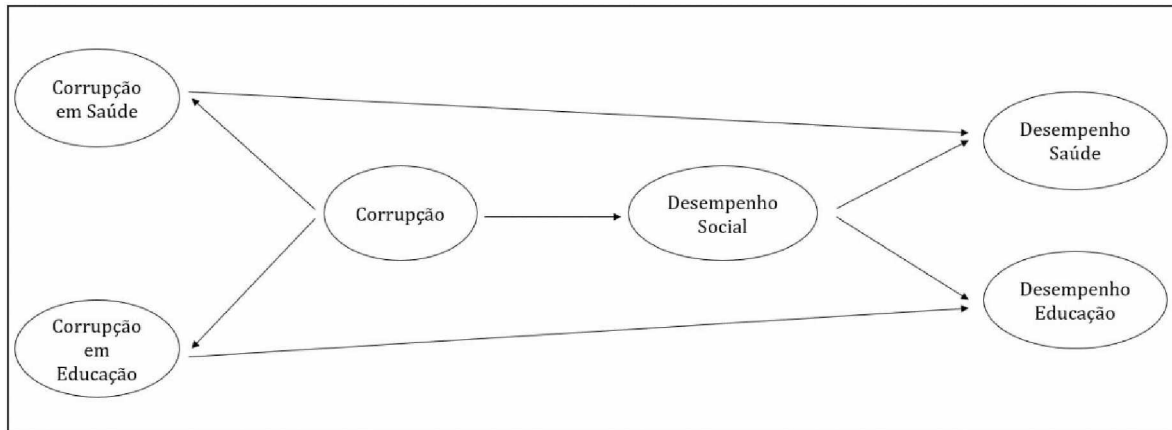 Corrupção
em Saúde
Desempenho
Saúde
Corrupção
Desempenho
Social
Desempenho
Educação
Corrupção
em
Educação